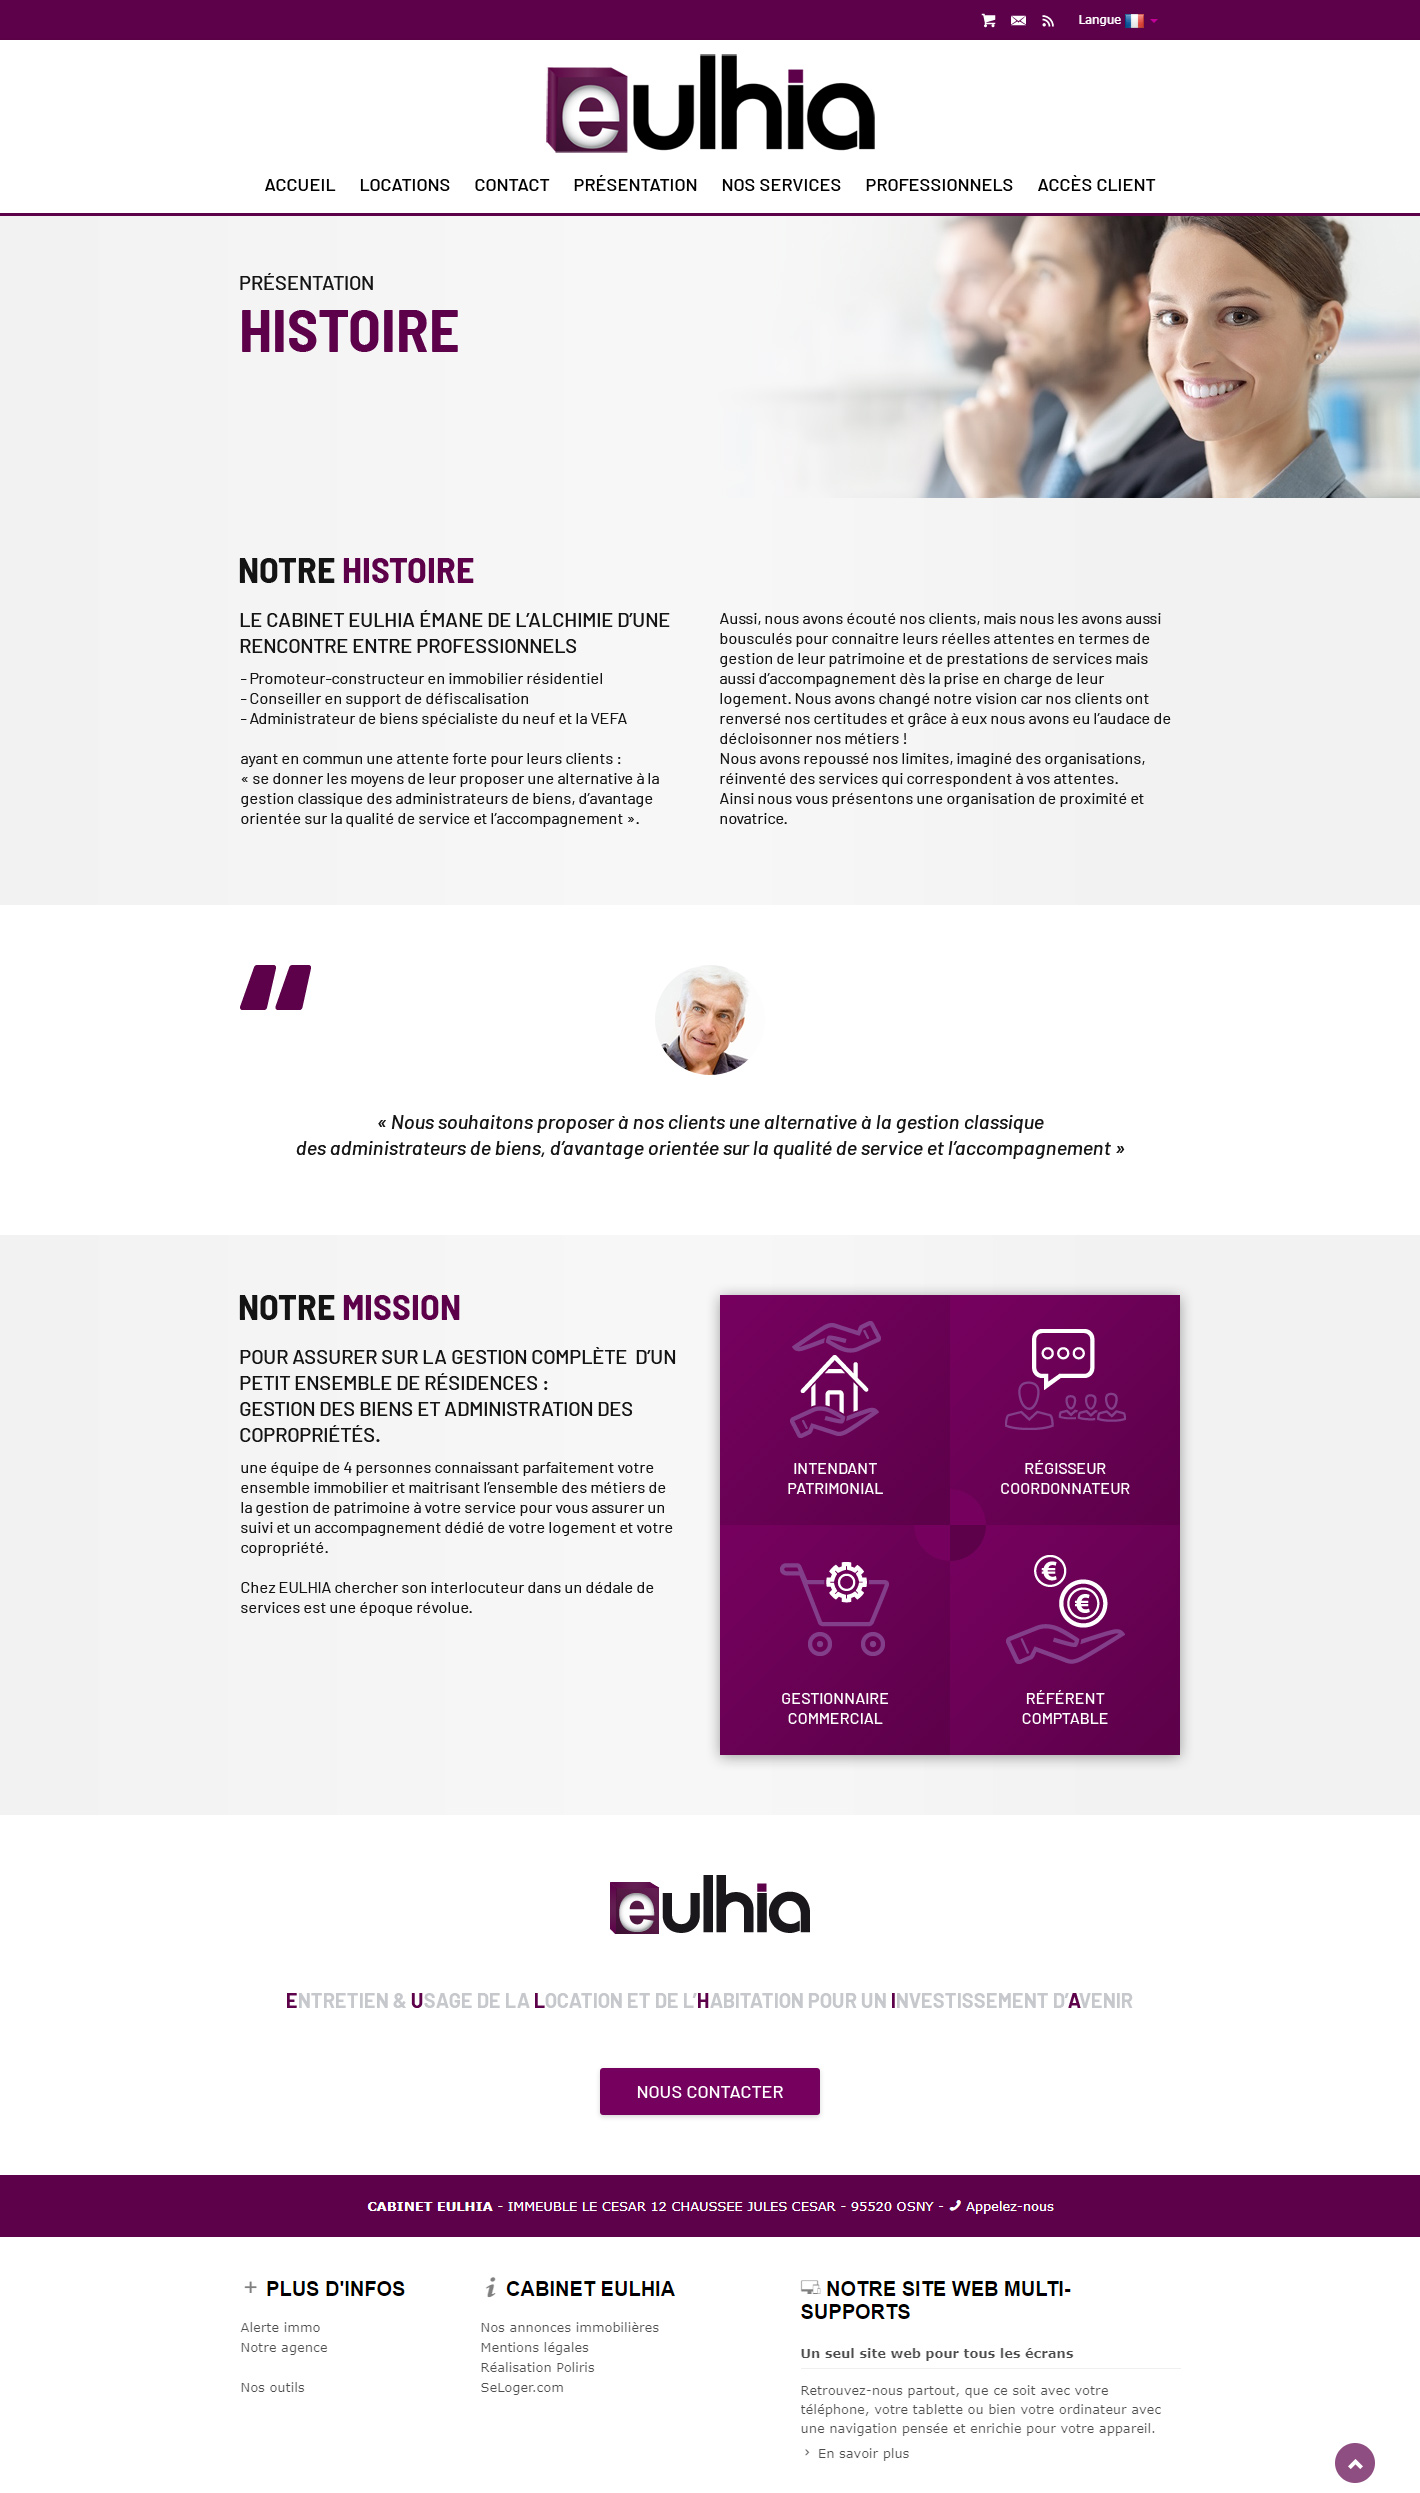 Langue
eulhia
ACCUEIL LOCATIONS CONTACT PRÉSENTATION NOS SERVICES PROFESSIONNELS ACCÈS CLIENT
PRÉSENTATION
HISTOIRE
NOTRE HISTOIRE
LE CABINET EULHIA ÉMANE DE L’ALCHIMIE D’UNE
RENCONTRE ENTRE PROFESSIONNELS
- Promoteur-constructeur en immobilier résidentiel
- Conseiller en support de défiscalisation
- Administrateur de biens spécialiste du neuf et la VEFA
ayant en commun une attente forte pour leurs clients :
« se donner les moyens de leur proposer une alternative à la
gestion classique des administrateurs de biens, d’avantage
orientée sur la qualité de service et l’accompagnement ».
Aussi, nous avons écouté nos clients, mais nous les avons aussi
bousculés pour connaitre leurs réelles attentes en termes de
gestion de leur patrimoine et de prestations de services mais
aussi d’accompagnement dès la prise en charge de leur
logement. Nous avons changé notre vision car nos clients ont
renversé nos certitudes et grâce à eux nous avons eu l’audace de
décloisonner nos métiers !
Nous avons repoussé nos limites, imaginé des organisations,
réinventé des services qui correspondent à vos attentes.
Ainsi nous vous présentons une organisation de proximité et
novatrice.
« Nous souhaitons proposer à nos clients une alternative à la gestion classique
des administrateurs de biens, d’avantage orientée sur la qualité de service et l’accompagnement »
NOTRE MISSION
POUR ASSURER SUR LA GESTION COMPLÈTE D’UN
PETIT ENSEMBLE DE RÉSIDENCES :
GESTION DES BIENS ET ADMINISTRATION DES
COPROPRIÉTÉS.
une équipe de 4 personnes connaissant parfaitement votre
ensemble immobilier et maitrisant l’ensemble des métiers de
la gestion de patrimoine à votre service pour vous assurer un
suivi et un accompagnement dédié de votre logement et votre
copropriété.
Chez EULHIA chercher son interlocuteur dans un dédale de
services est une époque révolue.
INTENDANT
PATRIMONIAL
RÉGISSEUR
COORDONNATEUR
GESTIONNAIRE
COMMERCIAL
€
€
RÉFÉRENT
COMPTABLE
eulhia
ENTRETIEN & USAGE DE LA LOCATION ET DE L’HABITATION POUR UN INVESTISSEMENT D’AVENIR
NOUS CONTACTER
CABINET EULHIA - IMMEUBLE LE CESAR 12 CHAUSSEE JULES CESAR - 95520 OSNY - Appelez-nous
PLUS D'INFOS
Alerte immo
Notre agence
Nos outils
CABINET EULHIA
Nos annonces immobilières
Mentions légales
Réalisation Poliris
SeLoger.com
NOTRE SITE WEB MULTI-
SUPPORTS
Un seul site web pour tous les écrans
Retrouvez-nous partout, que ce soit avec votre
téléphone, votre tablette ou bien votre ordinateur avec
une navigation pensée et enrichie pour votre appareil.
En savoir plus